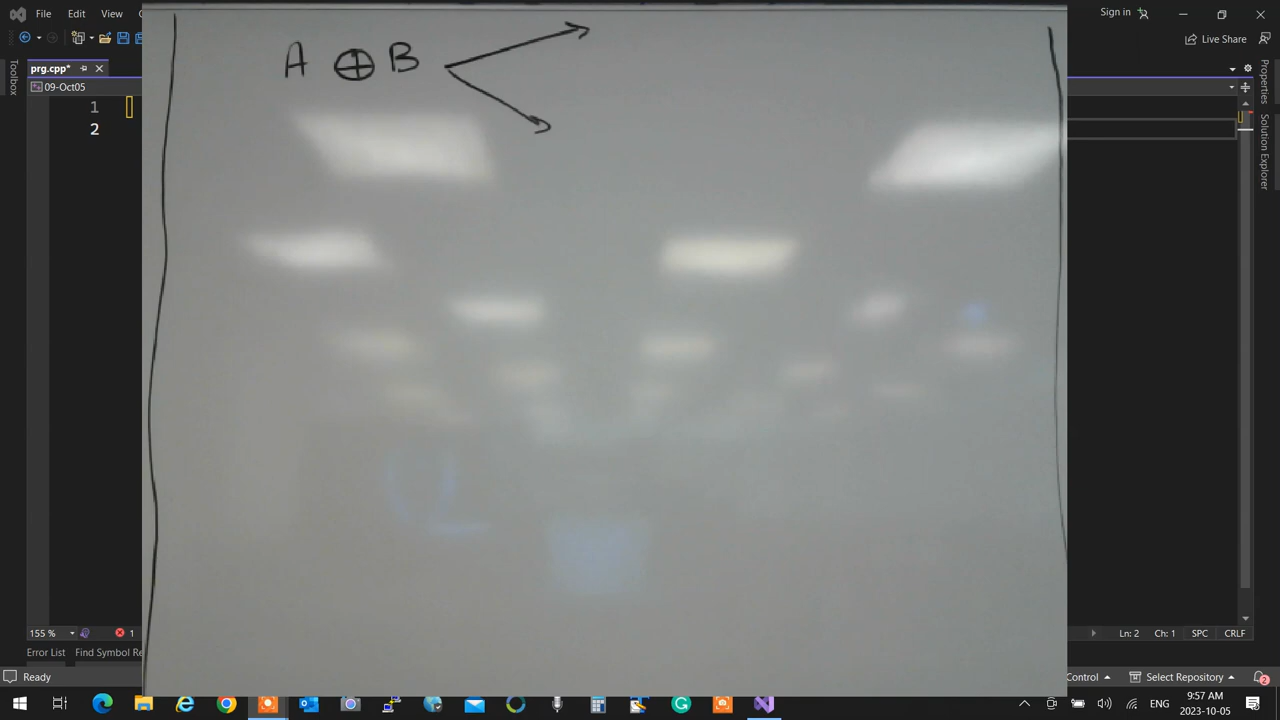 File Edit View
Sign in
Live Share
prg.cpp*
09-Oct05
Toolbox
Properties
Solution Explorer
1
2
A ⊕ B
155 %
1
Ln: 2 Ch: 1 SPC CRLF
Error List Find Symbol Re
Ready
Control Select Repository
2
ENG
9:57 AM
2023-10-05